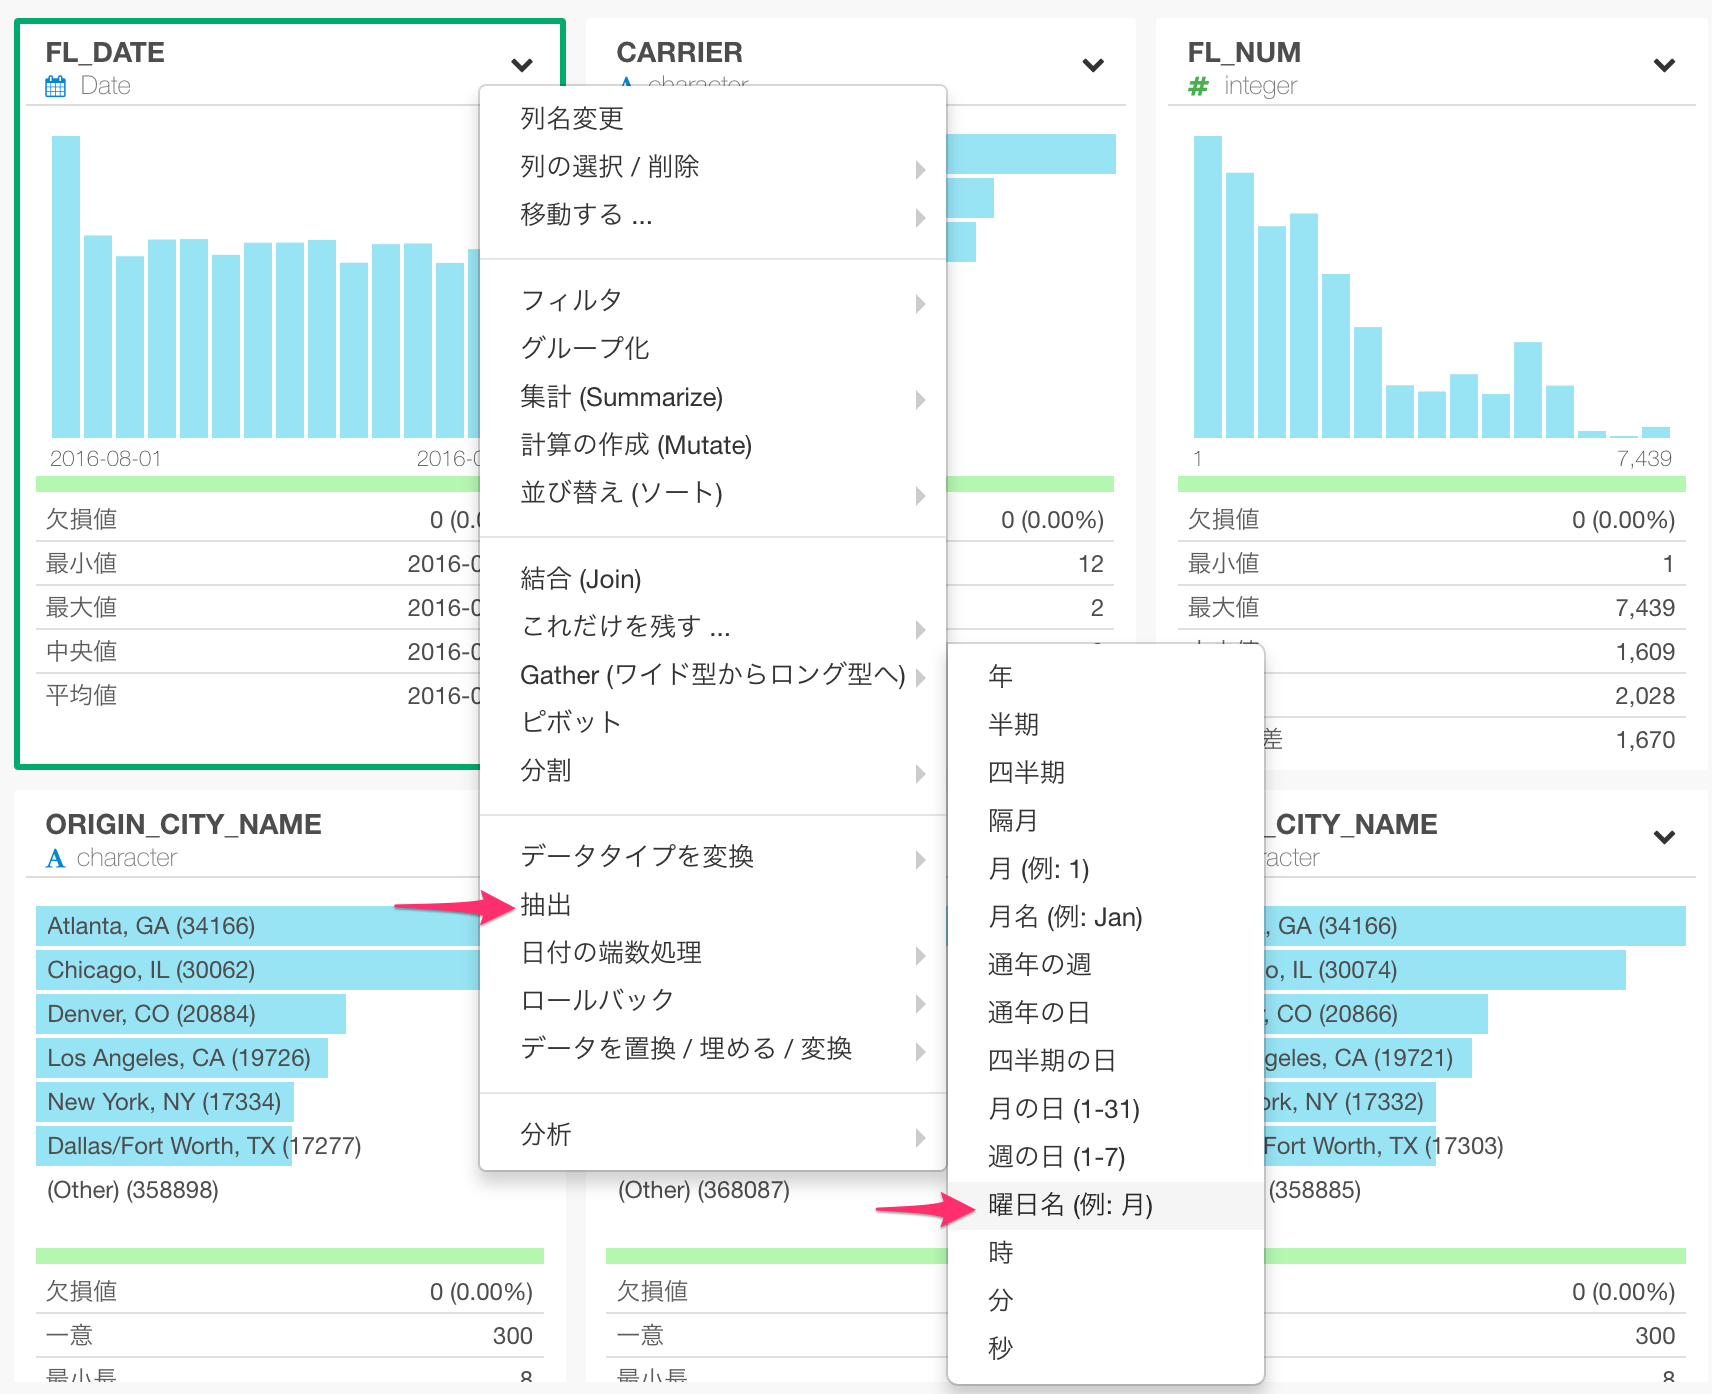 FL_DATE
Date
2016-08-01
欠損値
最小値
最大値
中央値
平均値
CARRIER
character
0 (0.00%)
12
2
FL_NUM
integer
1
7,439
欠損値 0 (0.00%)
最小値 1
最大値 7,439
1,609
2,028
差 1,670
列名変更
列の選択 / 削除
移動する ...
フィルタ
グループ化
集計 (Summarize)
計算の作成 (Mutate)
並び替え (ソート)
結合 (Join)
これだけを残す ...
Gather (ワイド型からロング型へ)
ピボット
分割
データタイプを変換
抽出
日付の端数処理
ロールバック
データを置換 / 埋める / 変換
分析
年
半期
四半期
隔月
月 (例: 1)
月名 (例: Jan)
通年の週
通年の日
四半期の日
月の日 (1-31)
週の日 (1-7)
曜日名 (例: 月)
時
分
秒
ORIGIN_CITY_NAME
character
Atlanta, GA (34166)
Chicago, IL (30062)
Denver, CO (20884)
Los Angeles, CA (19726)
New York, NY (17334)
Dallas/Fort Worth, TX (17277)
(Other) (358898)
欠損値 0 (0.00%)
一意 300
最小長 8
(Other) (368087)
欠損値
一意
最小長
_CITY_NAME
, GA (34166)
o, IL (30074)
, CO (20866)
geles, CA (19721)
rk, NY (17332)
Fort Worth, TX (17303)
(358885)
0 (0.00%)
300
8